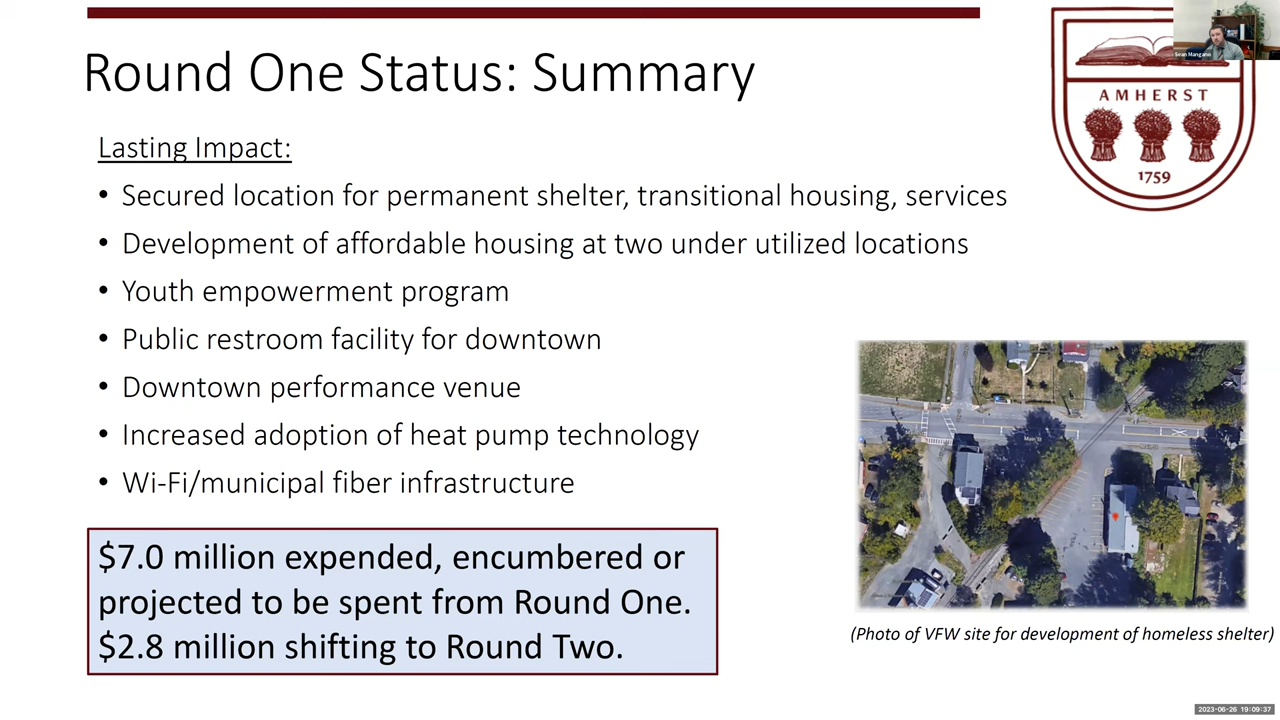 Round One Status: Summary
Lasting Impact:
• Secured location for permanent shelter, transitional housing, services
• Development of affordable housing at two under utilized locations
• Youth empowerment program
• Public restroom facility for downtown
• Downtown performance venue
• Increased adoption of heat pump technology
• Wi-Fi/municipal fiber infrastructure
$7.0 million expended, encumbered or
projected to be spent from Round One.
$2.8 million shifting to Round Two.
Sean Mangano
AMHERST
1759
Main St
(Photo of VFW site for development of homeless shelter)
2023-06-26 19:09:37